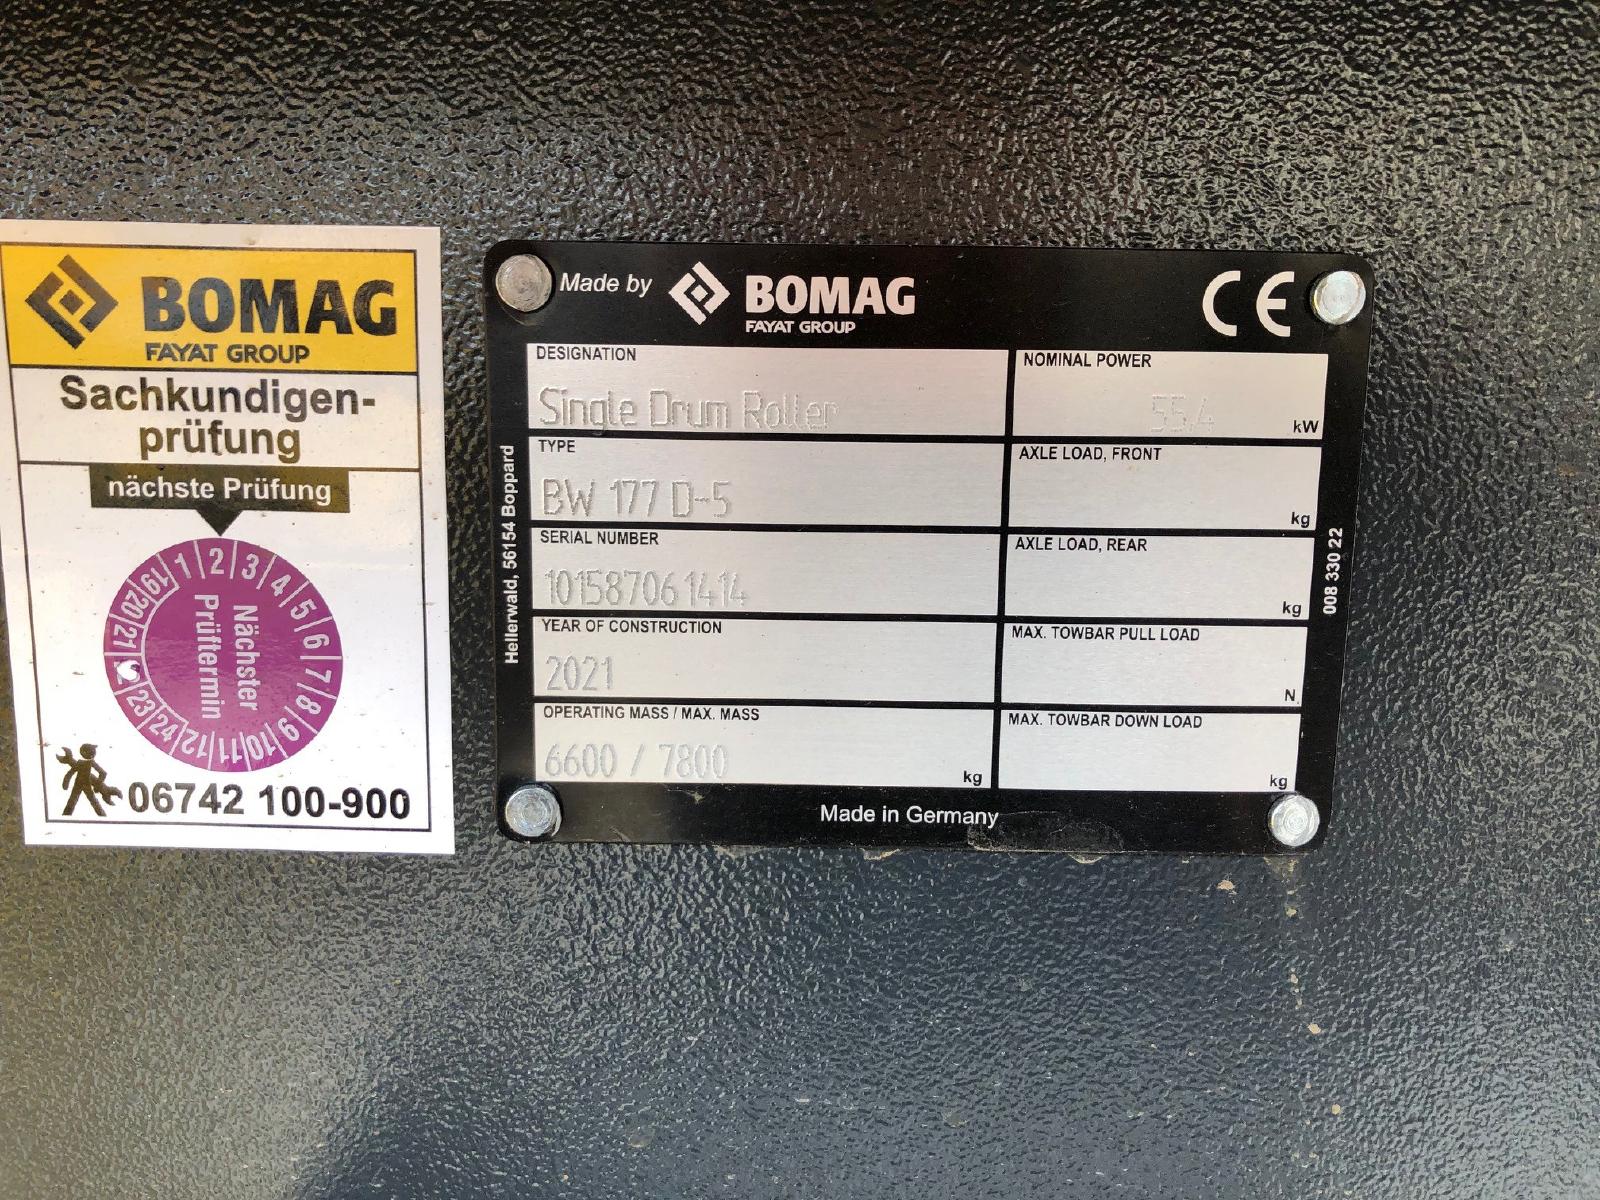 BOMAG
FAYAT GROUP
Sachkundigen-
prüfung
nächste Prüfung
1 2 3 4 5 6 7 8 9 10 11 12
19 20 21 23 24
Nächster
Prüftermin
06742 100-900
Made by BOMAG
FAYAT GROUP
CE
DESIGNATION
Single Drum Roller
NOMINAL POWER
55,4 kW
TYPE
BW 177 D-5
AXLE LOAD, FRONT
kg
SERIAL NUMBER
101587061414
AXLE LOAD, REAR
kg
YEAR OF CONSTRUCTION
2021
MAX. TOWBAR PULL LOAD
N
OPERATING MASS / MAX. MASS
6600 / 7800 kg
MAX. TOWBAR DOWN LOAD
kg
Made in Germany
Hellerwald, 56154 Boppard
008 330 22